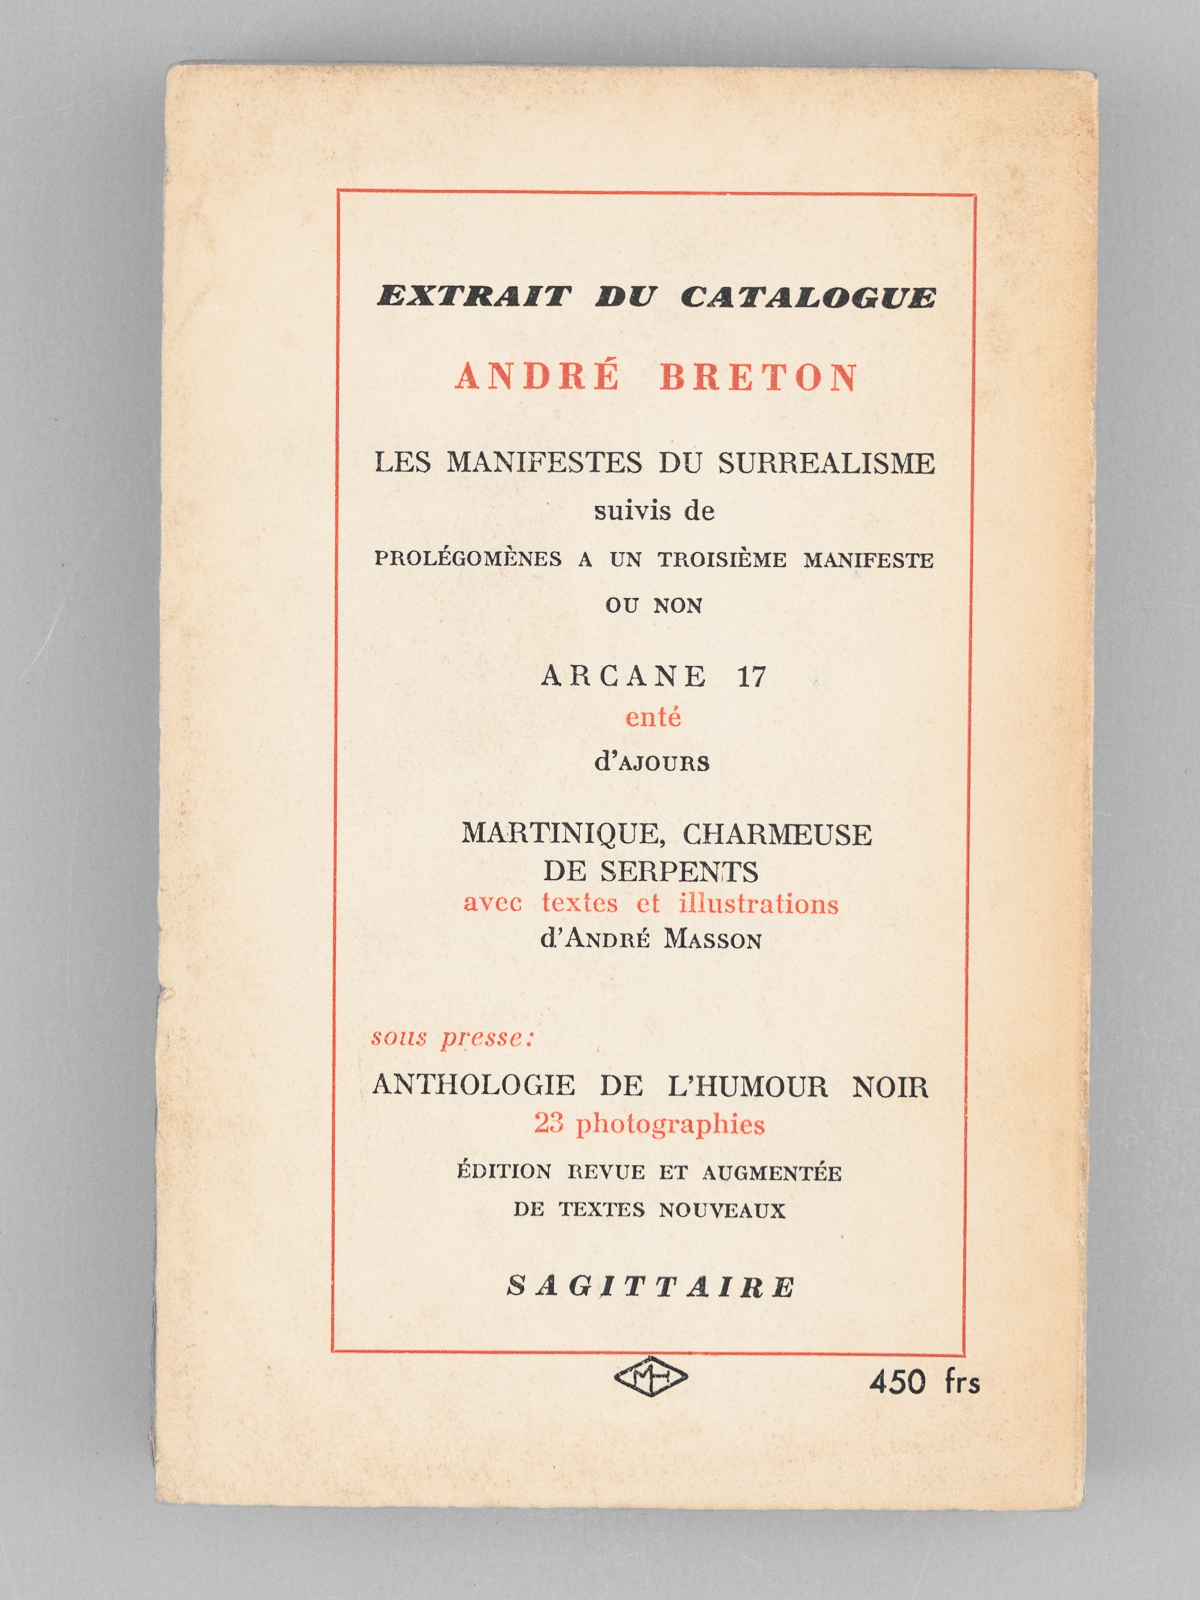 EXTRAIT DU CATALOGUE
ANDRÉ BRETON
LES MANIFESTES DU SURREALISME
suivis de
PROLÉGOMÈNES A UN TROISIÈME MANIFESTE
OU NON
ARCANE 17
enté
d'AJOURS
MARTINIQUE, CHARMEUSE
DE SERPENTS
avec textes et illustrations
d'ANDRÉ MASSON
sous presse:
ANTHOLOGIE DE L'HUMOUR NOIR
23 photographies
ÉDITION REVUE ET AUGMENTÉE
DE TEXTES NOUVEAUX
SAGITTAIRE
MH
450 frs